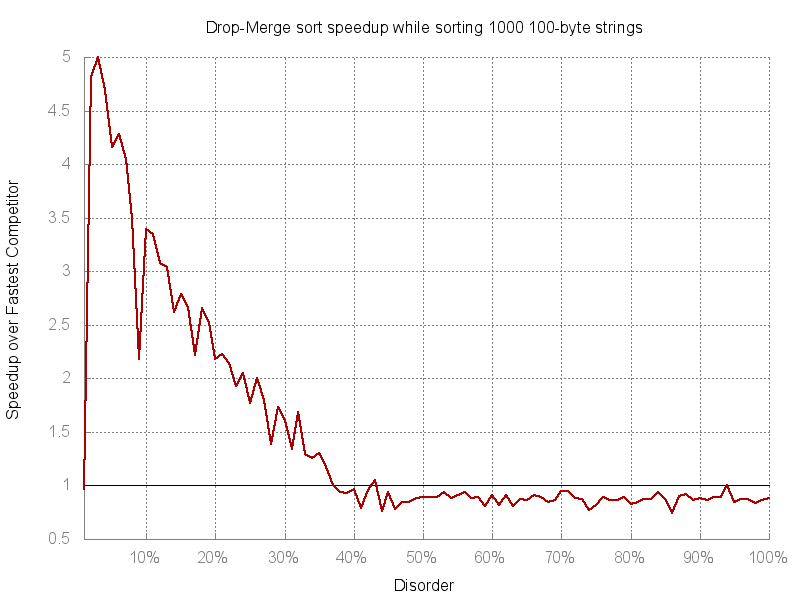 Drop-Merge sort speedup while sorting 1000 100-byte strings
Speedup over Fastest Competitor
5
4.5
4
3.5
3
2.5
2
1.5
1
0.5
10% 20% 30% 40% 50% 60% 70% 80% 90% 100%
Disorder